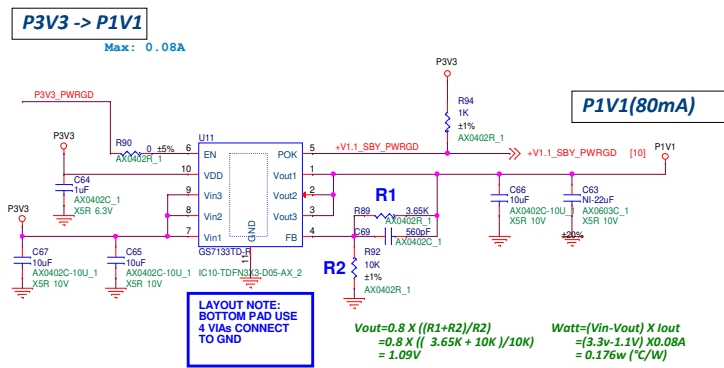 P3V3 -> P1V1
Max: 0.08A
P3V3
P1V1(80mA)
P3V3_PWRGD
R94
1K
±1%
AX0402R_1
P3V3
R90
0 ±5%
AX0402R_1
U11
6 EN
POK 5
+V1.1_SBY_PWRGD
+V1.1_SBY_PWRGD [10]
P1V1
10 VDD
Vout1 1
C64
1uF
AX0402C_1
X5R 6.3V
9 Vin3
Vout2 2
8 Vin2
Vout3 3
7 Vin1
FB 4
GND
11
GS7133TD-R
IC10-TDFN3X3-D05-AX_2
P3V3
R1
R89 3.65K
AX0402R_1
C69 560pF
AX0402C_1
R2
R92
10K
±1%
AX0402R_1
C66
10uF
AX0402C-10U_1
X5R 10V
C63
NI-22uF
AX0603C_1
X5R 10V
±20%
C67
10uF
AX0402C-10U_1
X5R 10V
C65
10uF
AX0402C-10U_1
X5R 10V
LAYOUT NOTE:
BOTTOM PAD USE
4 VIAs CONNECT
TO GND
Vout=0.8 X ((R1+R2)/R2)
=0.8 X (( 3.65K + 10K )/10K)
= 1.09V
Watt=(Vin-Vout) X Iout
=(3.3v-1.1V) X0.08A
= 0.176w (°C/W)